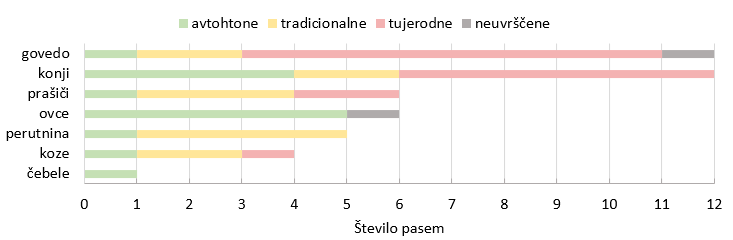 avtohtone tradicionalne tujerodne neuvrščene
govedo
konji
prašiči
ovce
perutnina
koze
čebele
0 1 2 3 4 5 6 7 8 9 10 11 12
Število pasem